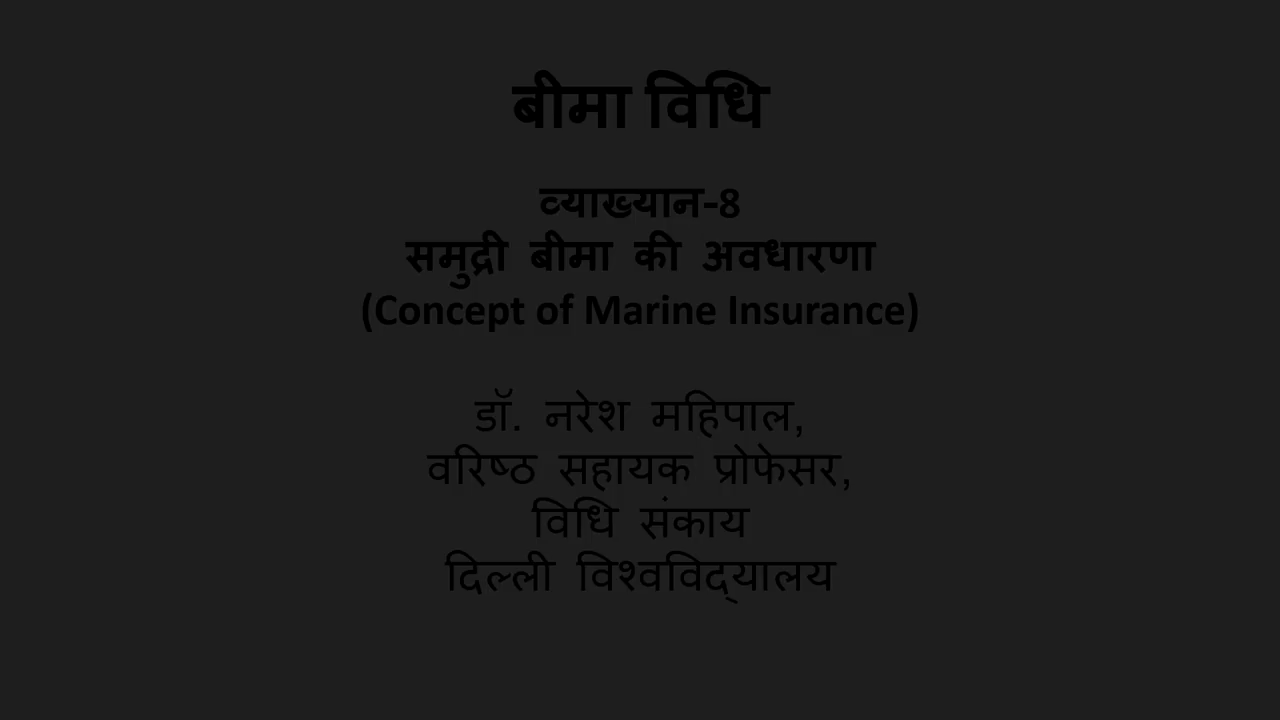 बीमा विधि
व्याख्यान-8
समुद्री बीमा की अवधारणा
(Concept of Marine Insurance)
डॉ. नरेश महिपाल,
वरिष्ठ सहायक प्रोफेसर,
विधि संकाय
दिल्ली विश्वविद्यालय